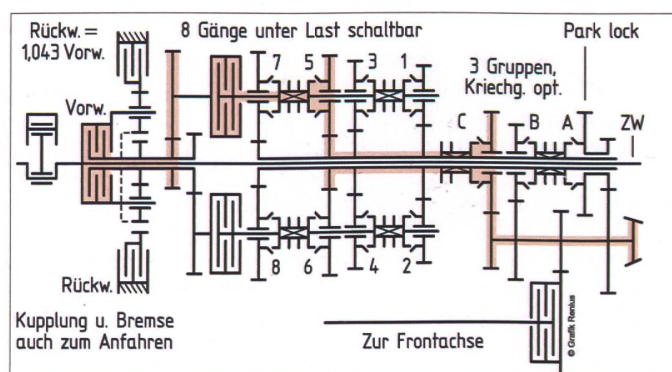 Rückw. =
1,043 Vorw.
8 Gänge unter Last schaltbar
Park lock
7 5 3 1
3 Gruppen,
Kriechg. opt.
Vorw.
C B A ZW
8 6 4 2
Rückw.
Kupplung u. Bremse
auch zum Anfahren
Zur Frontachse
© Grafik Renius